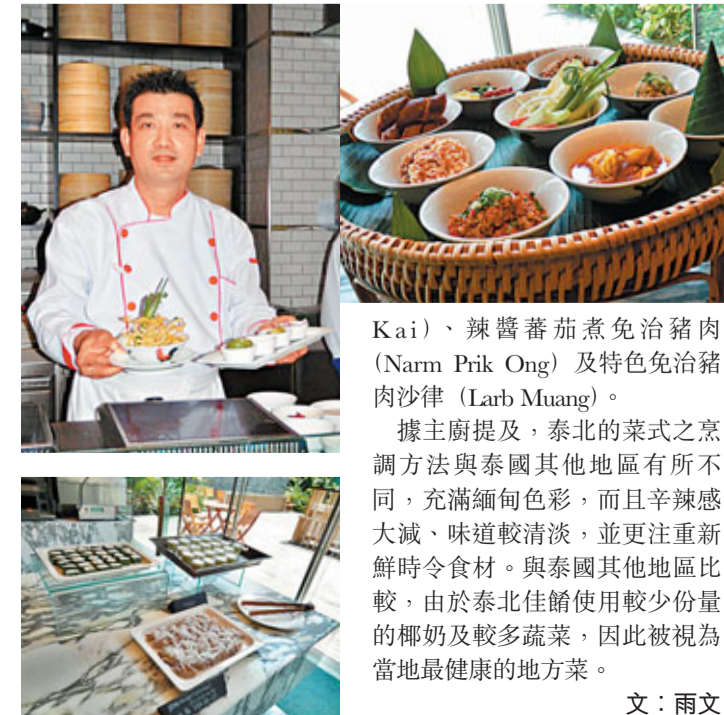 Kai）、辣醬蕃茄煮免治豬肉
（Narm Prik Ong）及特色免治豬
肉沙律（Larb Muang）。
據主廚提及，泰北的菜式之烹
調方法與泰國其他地區有所不
同，充滿緬甸色彩，而且辛辣感
大減、味道較清淡，並更注重新
鮮時令食材。與泰國其他地區比
較，由於泰北佳餚使用較少份量
的椰奶及較多蔬菜，因此被視為
當地最健康的地方菜。
文：雨文